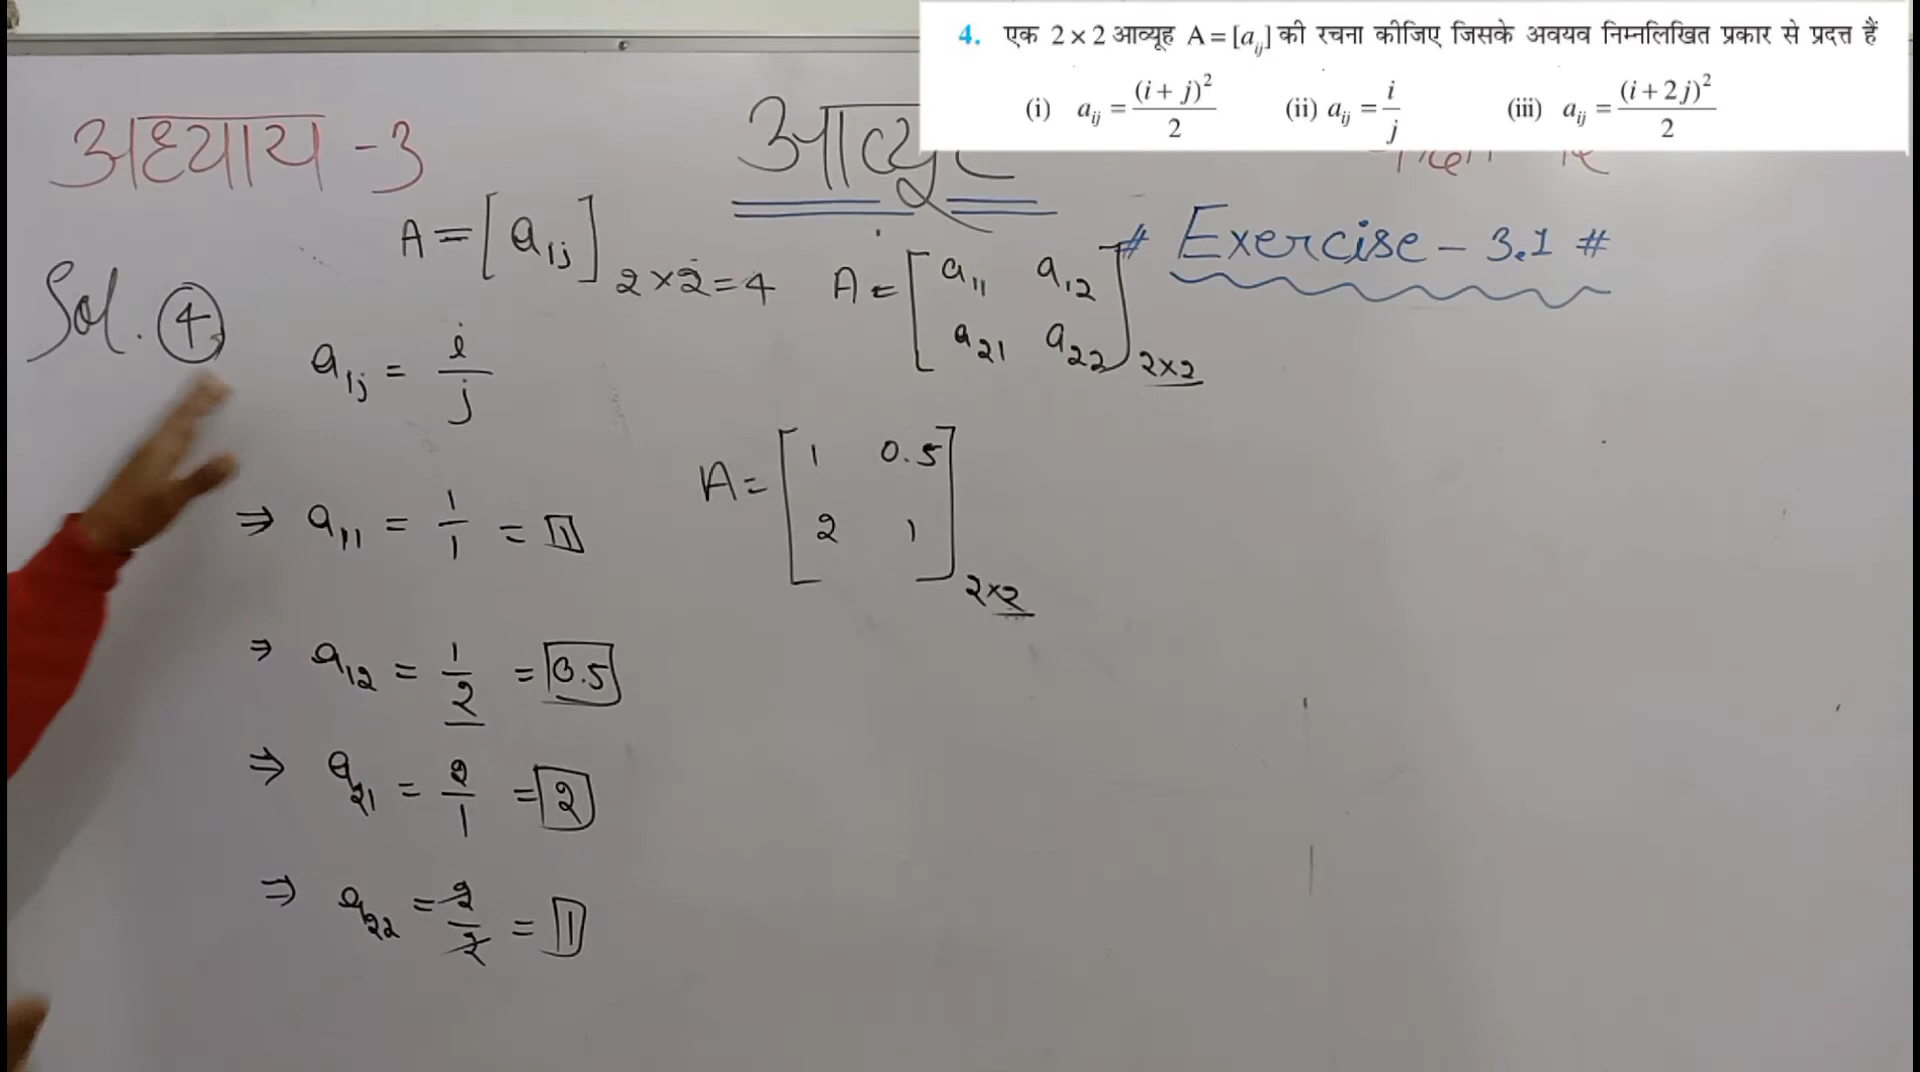 4. एक 2 × 2 आव्यूह A = [aij] की रचना कीजिए जिसके अवयव निम्नलिखित प्रकार से प्रदत्त हैं
(i) aij = (i + j)²/2 (ii) aij = i/j (iii) aij = (i + 2j)²/2
अध्याय -3
# Exercise - 3.1 #
Sol. 4
A = [a1j] 2×2=4
A = [a11 a12
a21 a22] 2×2
a1j = i/j
⇒ a11 = 1/1 = 1
⇒ a12 = 1/2 = 0.5
⇒ a21 = 2/1 = 2
⇒ a22 = 2/2 = 1
A = [1 0.5
2 1] 2×2